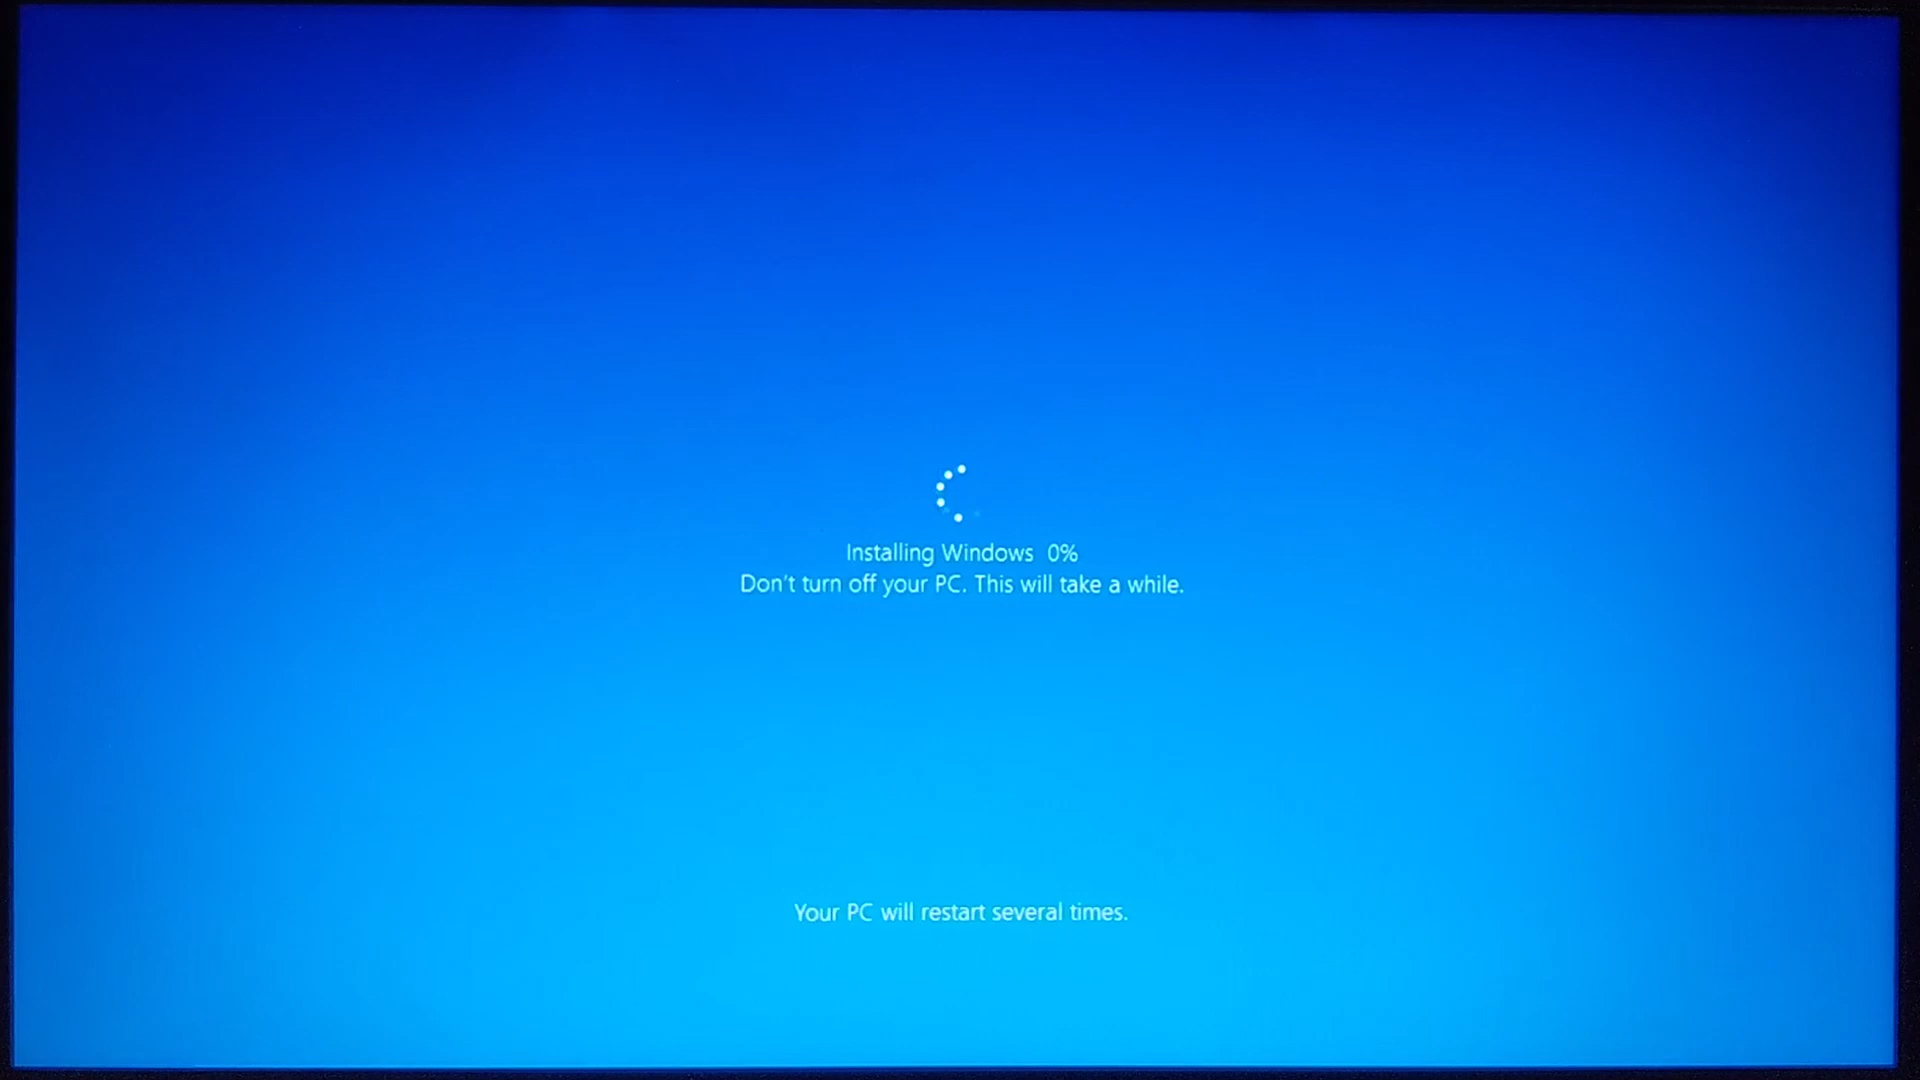 Installing Windows 0%
Don't turn off your PC. This will take a while.
Your PC will restart several times.